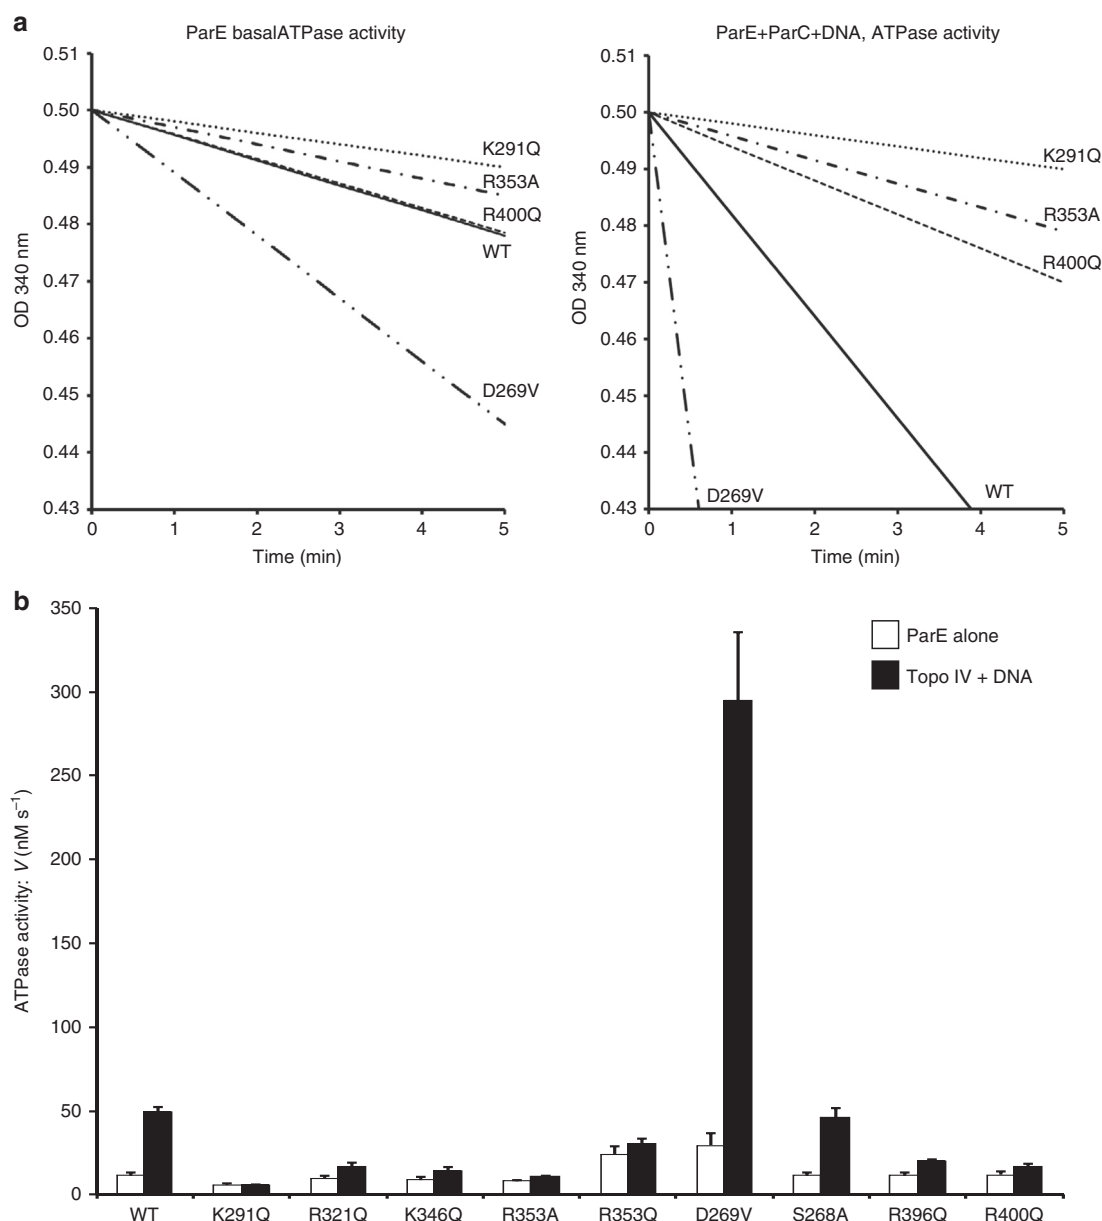 a
ParE basalATPase activity
0.51
0.50
0.49
0.48
0.47
0.46
0.45
0.44
0.43
OD 340 nm
K291Q
R353A
R400Q
WT
D269V
0 1 2 3 4 5
Time (min)
ParE+ParC+DNA, ATPase activity
0.51
0.50
0.49
0.48
0.47
0.46
0.45
0.44
0.43
OD 340 nm
K291Q
R353A
R400Q
WT
D269V
0 1 2 3 4 5
Time (min)
b
350
300
250
200
150
100
50
0
ATPase activity: V (nM s⁻¹)
ParE alone
Topo IV + DNA
WT K291Q R321Q K346Q R353A R353Q D269V S268A R396Q R400Q